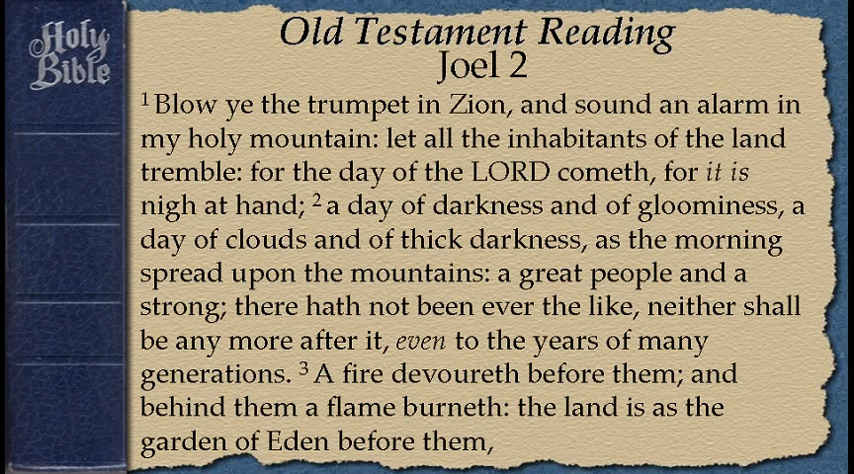 Holy
Bible
Old Testament Reading
Joel 2
1 Blow ye the trumpet in Zion, and sound an alarm in
my holy mountain: let all the inhabitants of the land
tremble: for the day of the LORD cometh, for it is
nigh at hand; 2 a day of darkness and of gloominess, a
day of clouds and of thick darkness, as the morning
spread upon the mountains: a great people and a
strong; there hath not been ever the like, neither shall
be any more after it, even to the years of many
generations. 3 A fire devoureth before them; and
behind them a flame burneth: the land is as the
garden of Eden before them,